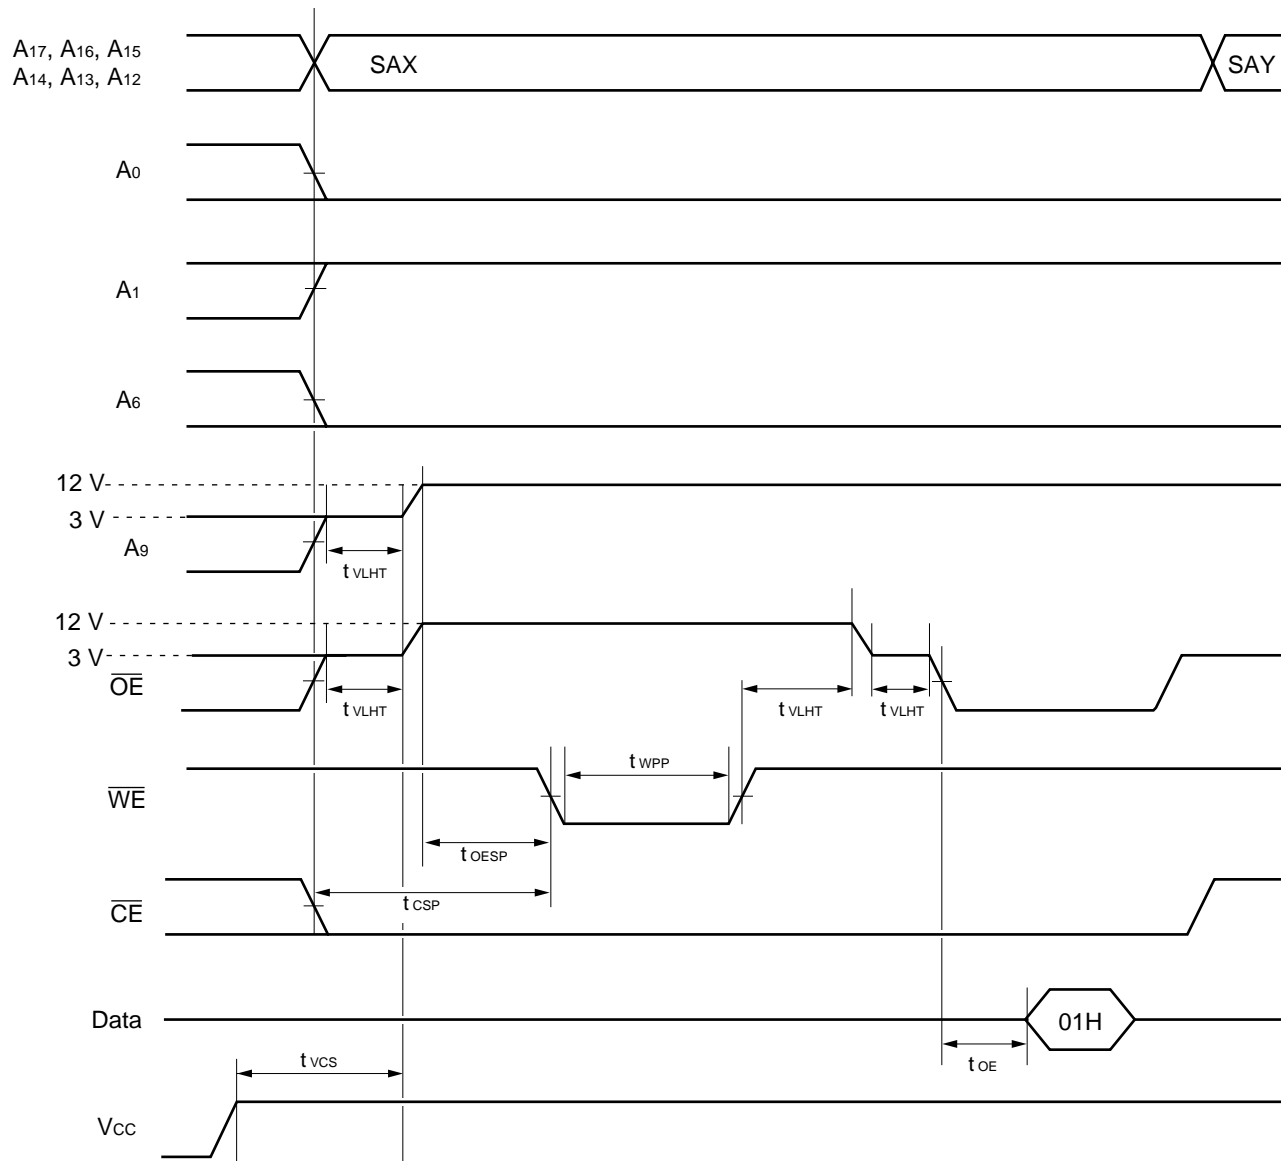 A17, A16, A15
A14, A13, A12
SAX
SAY
A0
A1
A6
12 V
3 V
A9
t VLHT
12 V
3 V
OE
t VLHT
t VLHT
t VLHT
t WPP
WE
t OESP
t CSP
CE
Data
01H
t OE
t VCS
VCC